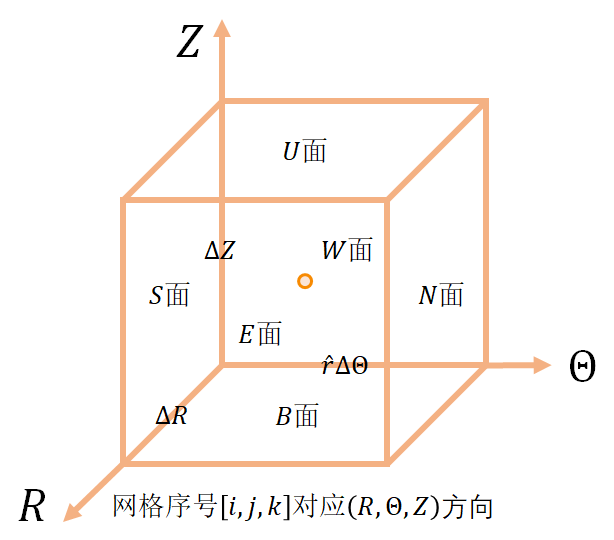 Z
U面
ΔZ
W面
S面
N面
E面
r̂ΔΘ
Θ
ΔR
B面
R
网格序号[i, j, k]对应(R, Θ, Z)方向